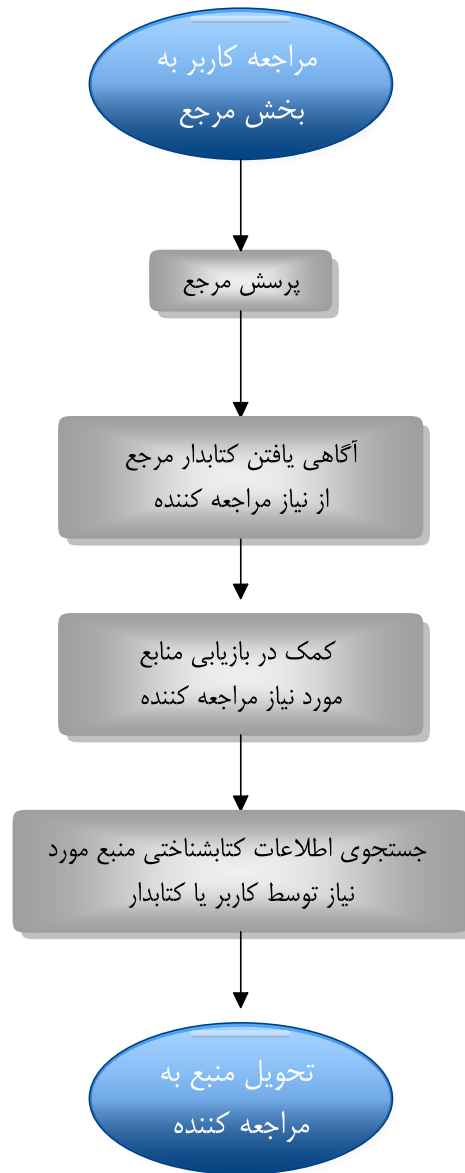 مراجعه کاربر به
بخش مرجع
پرسش مرجع
آگاهی یافتن کتابدار مرجع
از نیاز مراجعه کننده
کمک در بازیابی منابع
مورد نیاز مراجعه کننده
جستجوی اطلاعات کتابشناختی منبع مورد
نیاز توسط کاربر یا کتابدار
تحویل منبع به
مراجعه کننده